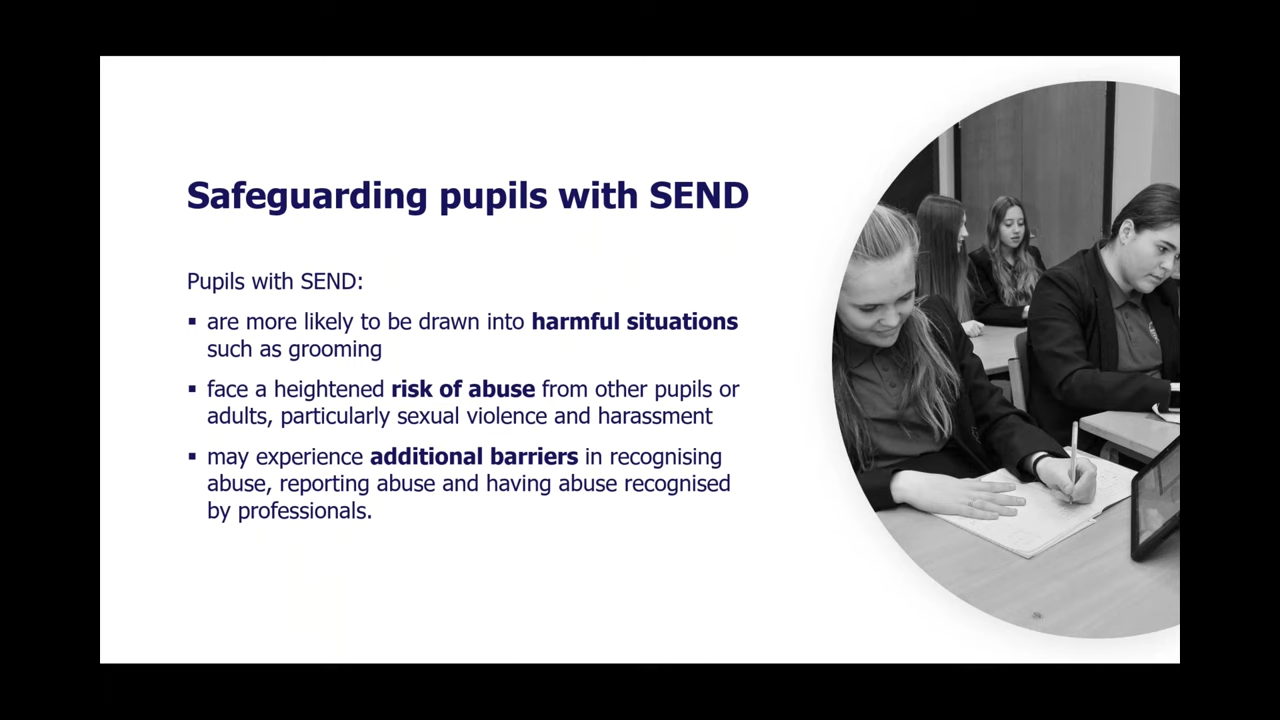 Safeguarding pupils with SEND
Pupils with SEND:
▪ are more likely to be drawn into harmful situations
such as grooming
▪ face a heightened risk of abuse from other pupils or
adults, particularly sexual violence and harassment
▪ may experience additional barriers in recognising
abuse, reporting abuse and having abuse recognised
by professionals.